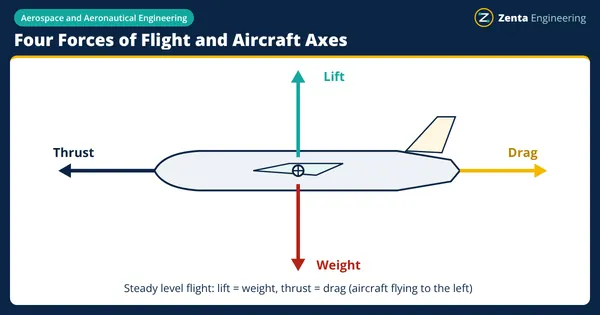 Aerospace and Aeronautical Engineering
Zenta Engineering
Four Forces of Flight and Aircraft Axes
Lift
Thrust
Drag
Weight
Steady level flight: lift = weight, thrust = drag (aircraft flying to the left)